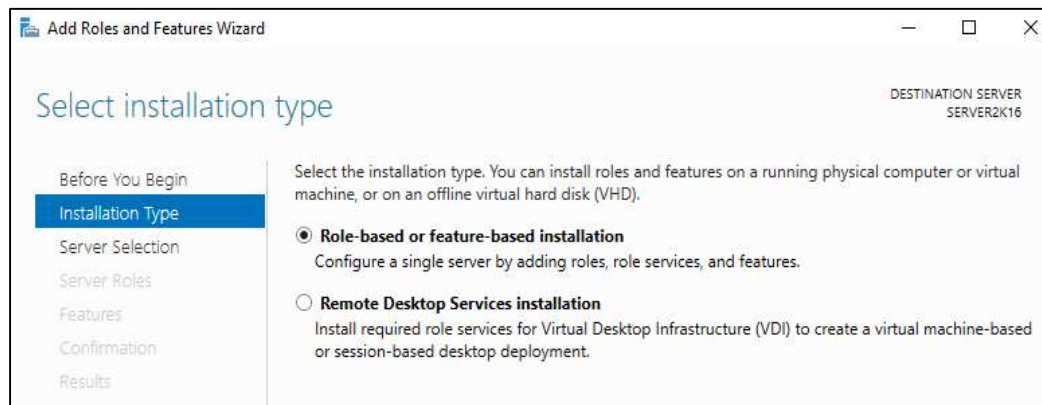 Add Roles and Features Wizard
Select installation type
DESTINATION SERVER
SERVER2K16
Before You Begin
Installation Type
Server Selection
Server Roles
Features
Confirmation
Results
Select the installation type. You can install roles and features on a running physical computer or virtual
machine, or on an offline virtual hard disk (VHD).
Role-based or feature-based installation
Configure a single server by adding roles, role services, and features.
Remote Desktop Services installation
Install required role services for Virtual Desktop Infrastructure (VDI) to create a virtual machine-based
or session-based desktop deployment.